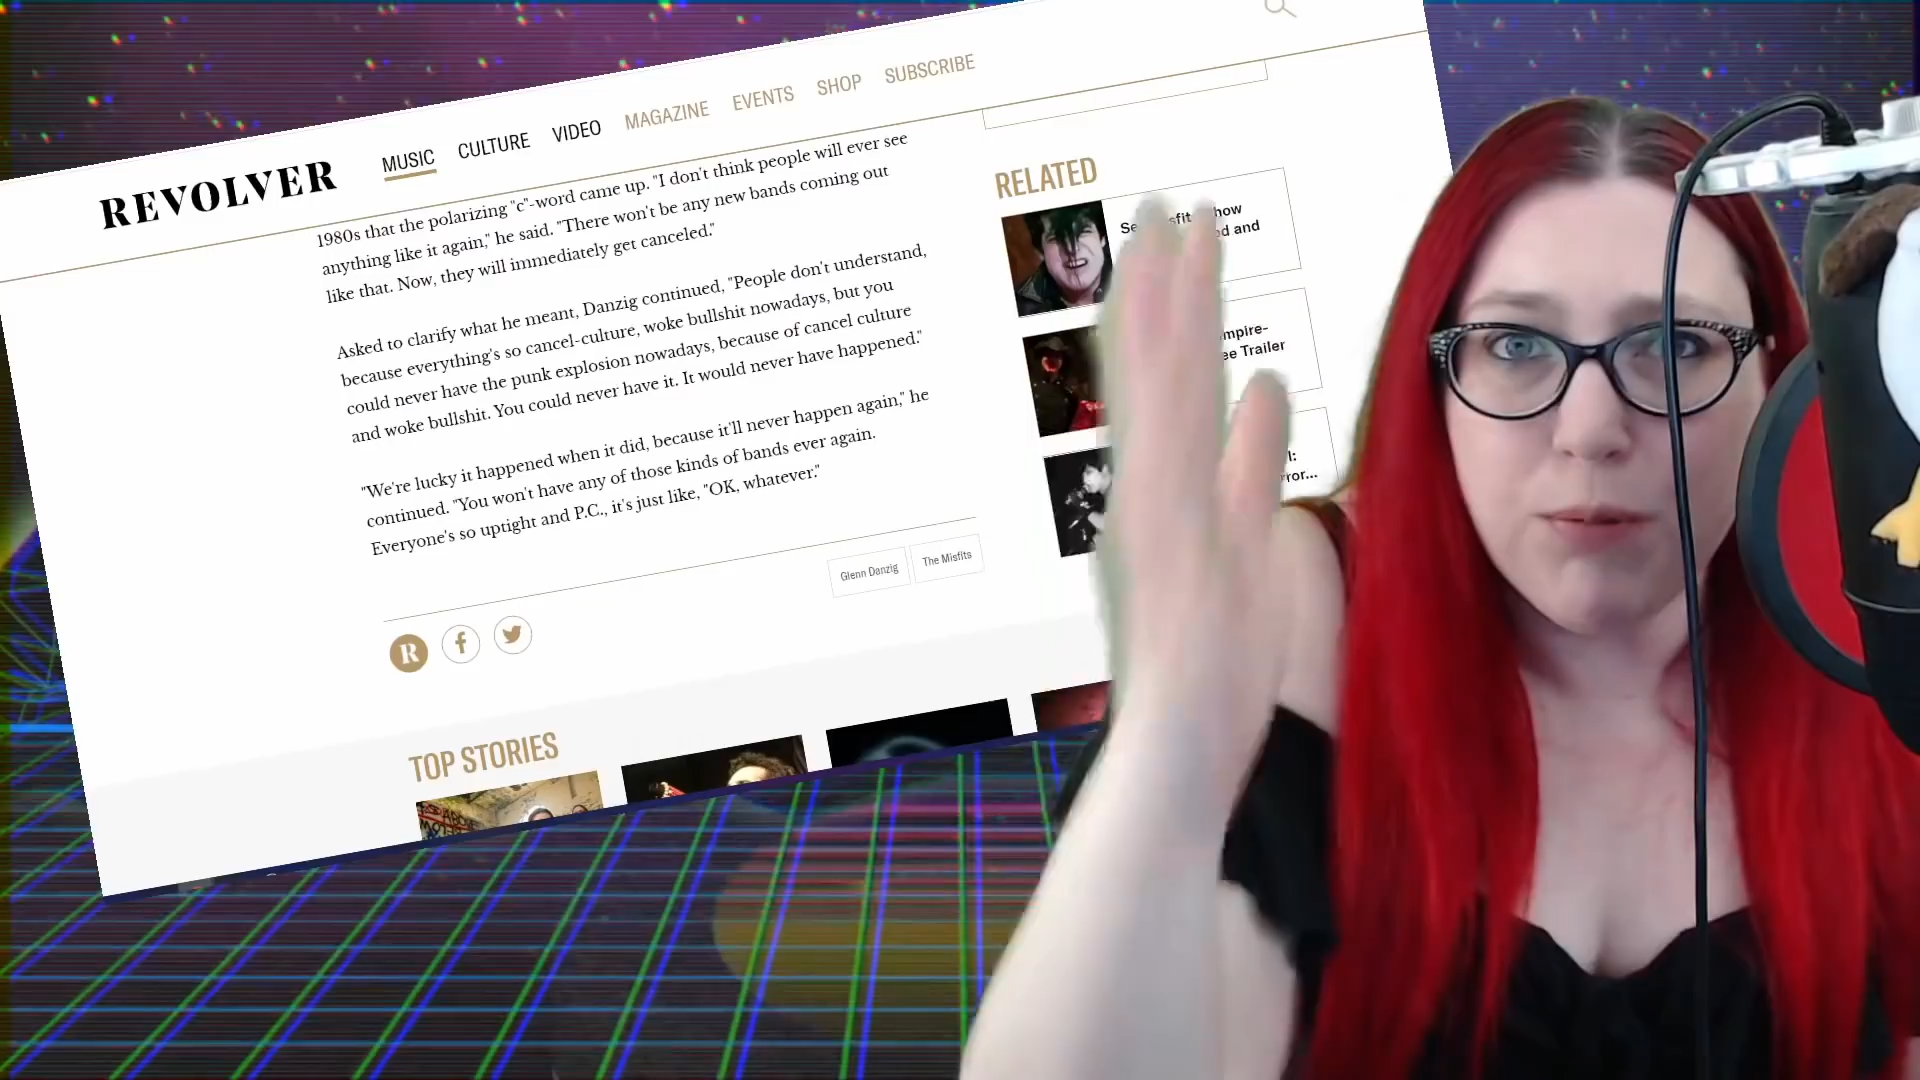 REVOLVER
MUSIC CULTURE VIDEO MAGAZINE EVENTS SHOP SUBSCRIBE
1980s that the polarizing "c"-word came up. "I don't think people will ever see
anything like it again," he said. "There won't be any new bands coming out
like that. Now, they will immediately get canceled."
Asked to clarify what he meant, Danzig continued, "People don't understand,
because everything's so cancel-culture, woke bullshit nowadays, but you
could never have the punk explosion nowadays, because of cancel culture
and woke bullshit. You could never have it. It would never have happened."
"We're lucky it happened when it did, because it'll never happen again," he
continued. "You won't have any of those kinds of bands ever again.
Everyone's so uptight and P.C., it's just like, "OK, whatever."
Glenn Danzig
The Misfits
R
TOP STORIES
RELATED
and
Trailer